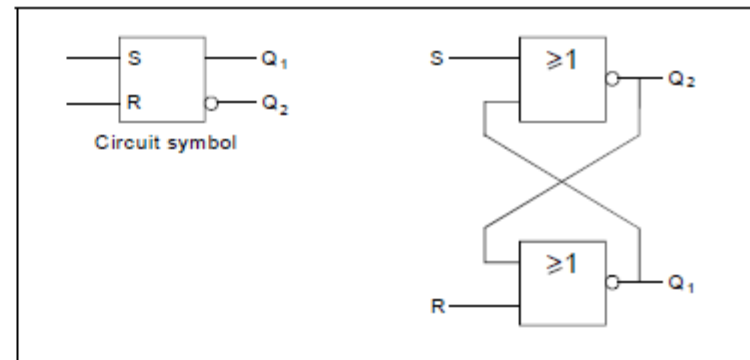 S
Q₁
R
Q₂
Circuit symbol
S
≥1
Q₂
≥1
Q₁
R